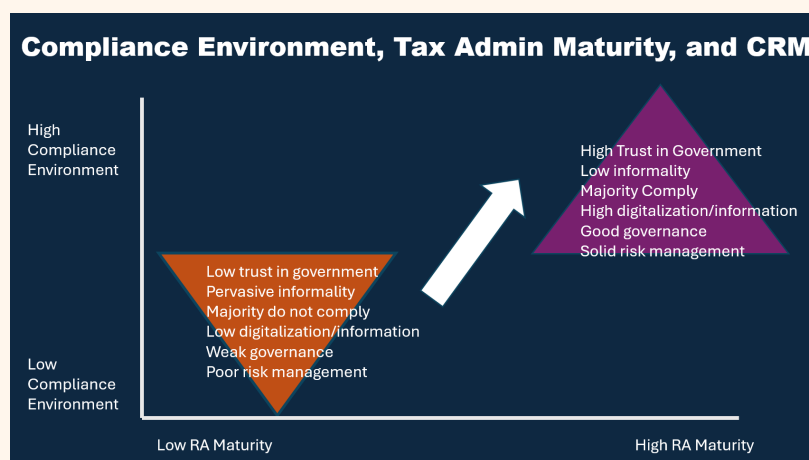 Compliance Environment, Tax Admin Maturity, and CRM
High
Compliance
Environment
High Trust in Government
Low informality
Majority Comply
High digitalization/information
Good governance
Solid risk management
Low trust in government
Pervasive informality
Majority do not comply
Low digitalization/information
Weak governance
Poor risk management
Low
Compliance
Environment
Low RA Maturity
High RA Maturity